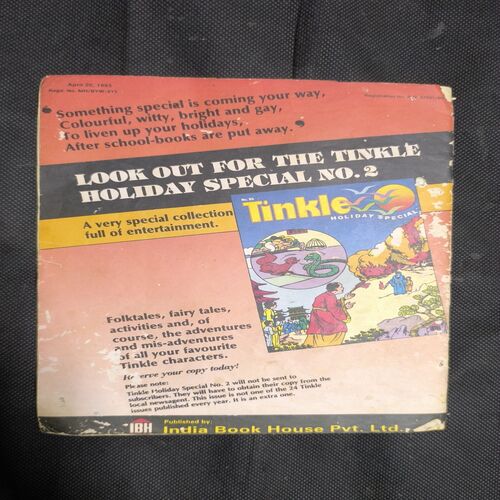 Something special is coming your way,
Colourful, witty, bright and gay,
To liven up your holidays,
After school-books are put away.
LOOK OUT FOR THE TINKLE
HOLIDAY SPECIAL NO. 2
A very special collection
full of entertainment.
Tinkle
HOLIDAY SPECIAL
Folktales, fairy tales,
activities and, of
course, the adventures
and mis-adventures
of all your favourite
Tinkle characters.
your copy today!
Please note:
Tinkle Holiday Special No. 2 will not be sent to
subscribers. They will have to obtain their copy from the
local newsagent. This issue is not one of the 24 Tinkle
issues published every year. It is an extra one.
IBH
Published by:
India Book House Pvt. Ltd.